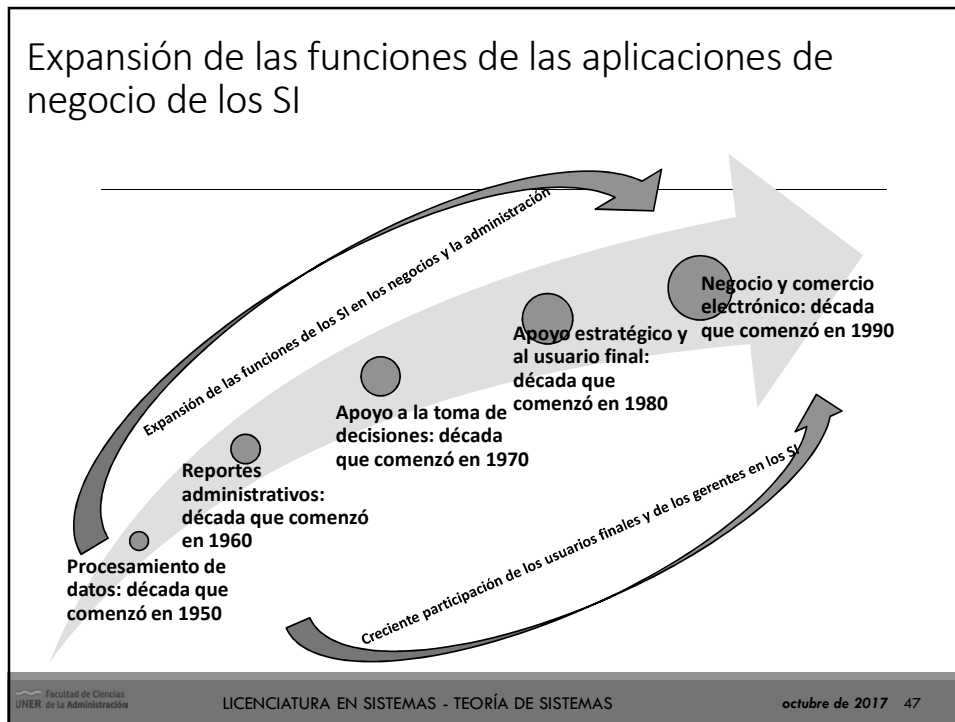 Expansión de las funciones de las aplicaciones de
negocio de los SI
Expansión de las funciones de los SI en los negocios y la administración
Negocio y comercio
electrónico: década
que comenzó en 1990
Apoyo estratégico y
al usuario final:
década que
comenzó en 1980
Apoyo a la toma de
decisiones: década
que comenzó en 1970
Reportes
administrativos:
década que comenzó
en 1960
Procesamiento de
datos: década que
comenzó en 1950
Creciente participación de los usuarios finales y de los gerentes en los SI
Facultad de Ciencias
UNER de la Administración
LICENCIATURA EN SISTEMAS - TEORÍA DE SISTEMAS
octubre de 2017 47